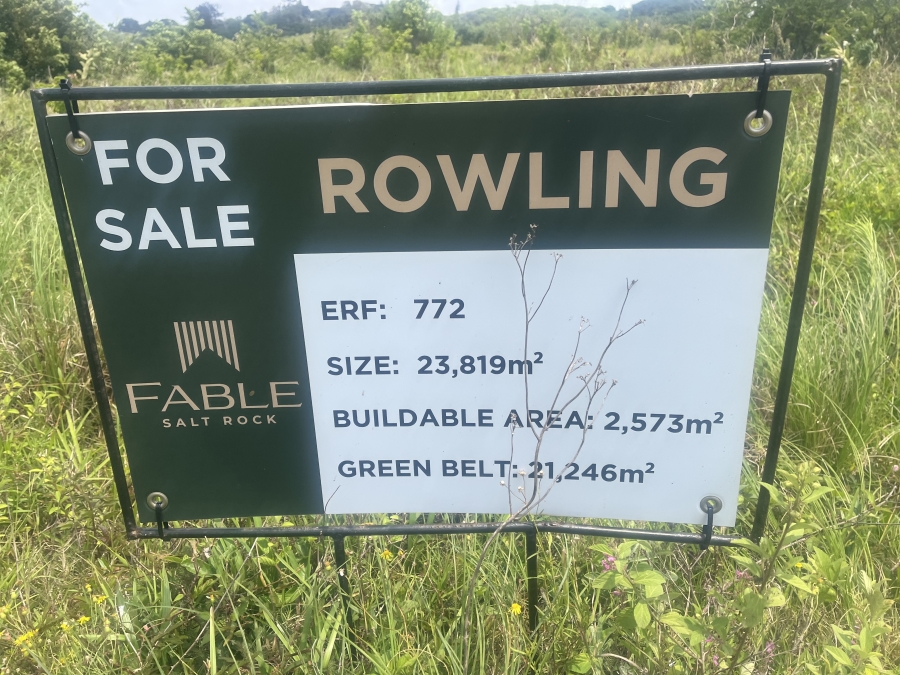 FOR
SALE
ROWLING
FABLE
SALT ROCK
ERF: 772
SIZE: 23,819m²
BUILDABLE AREA: 2,573m²
GREEN BELT: 21,246m²